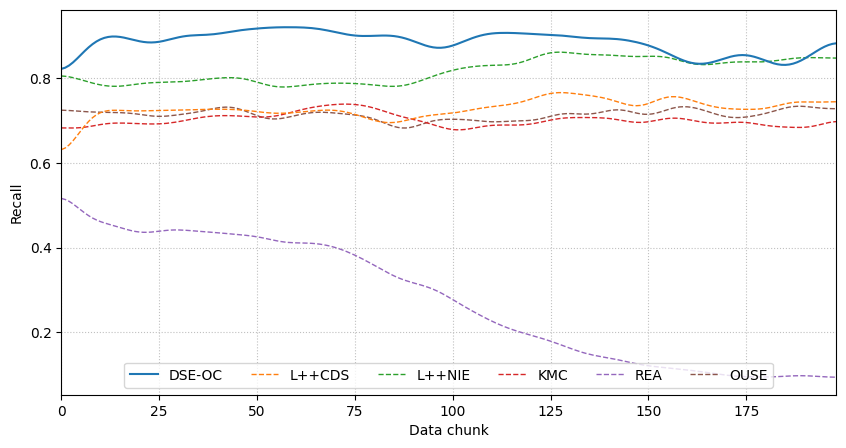 Recall
0.8
0.6
0.4
0.2
DSE-OC L++CDS L++NIE KMC REA OUSE
0 25 50 75 100 125 150 175
Data chunk